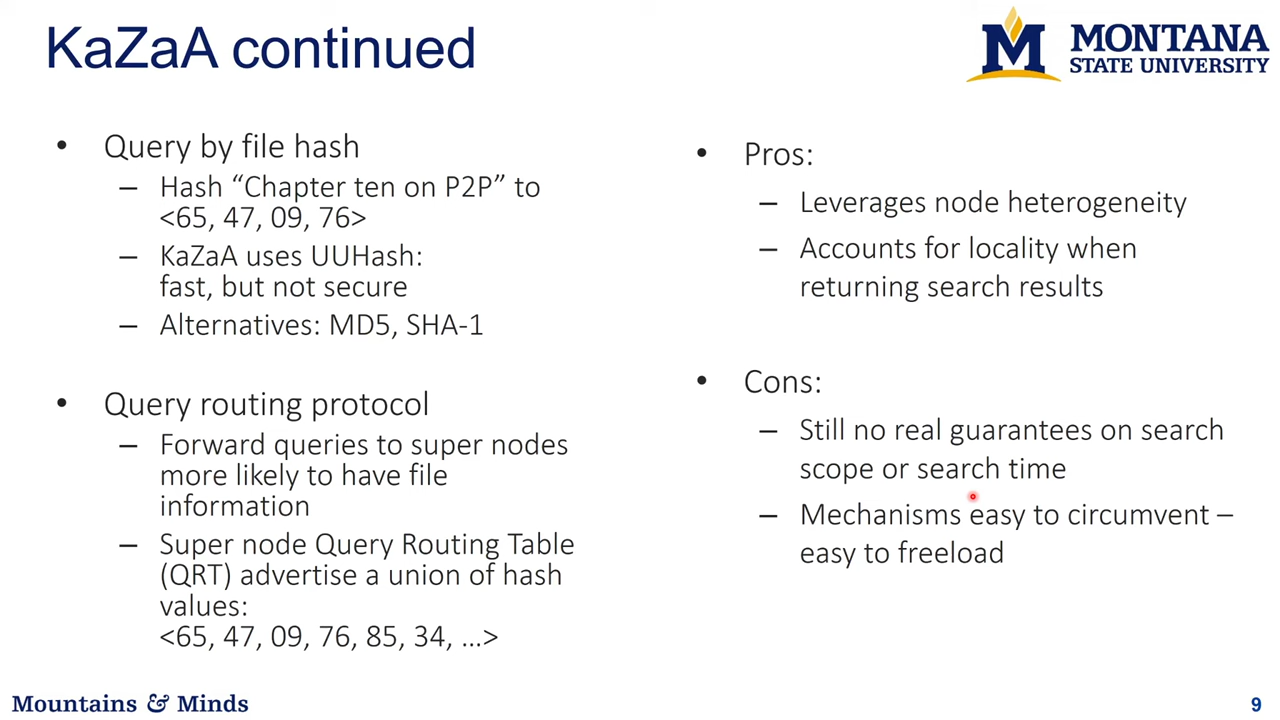 KaZaA continued
MONTANA
STATE UNIVERSITY
• Query by file hash
– Hash “Chapter ten on P2P” to
<65, 47, 09, 76>
– KaZaA uses UUHash:
fast, but not secure
– Alternatives: MD5, SHA-1
• Query routing protocol
– Forward queries to super nodes
more likely to have file
information
– Super node Query Routing Table
(QRT) advertise a union of hash
values:
<65, 47, 09, 76, 85, 34, …>
• Pros:
– Leverages node heterogeneity
– Accounts for locality when
returning search results
• Cons:
– Still no real guarantees on search
scope or search time
– Mechanisms easy to circumvent –
easy to freeload
Mountains & Minds
9